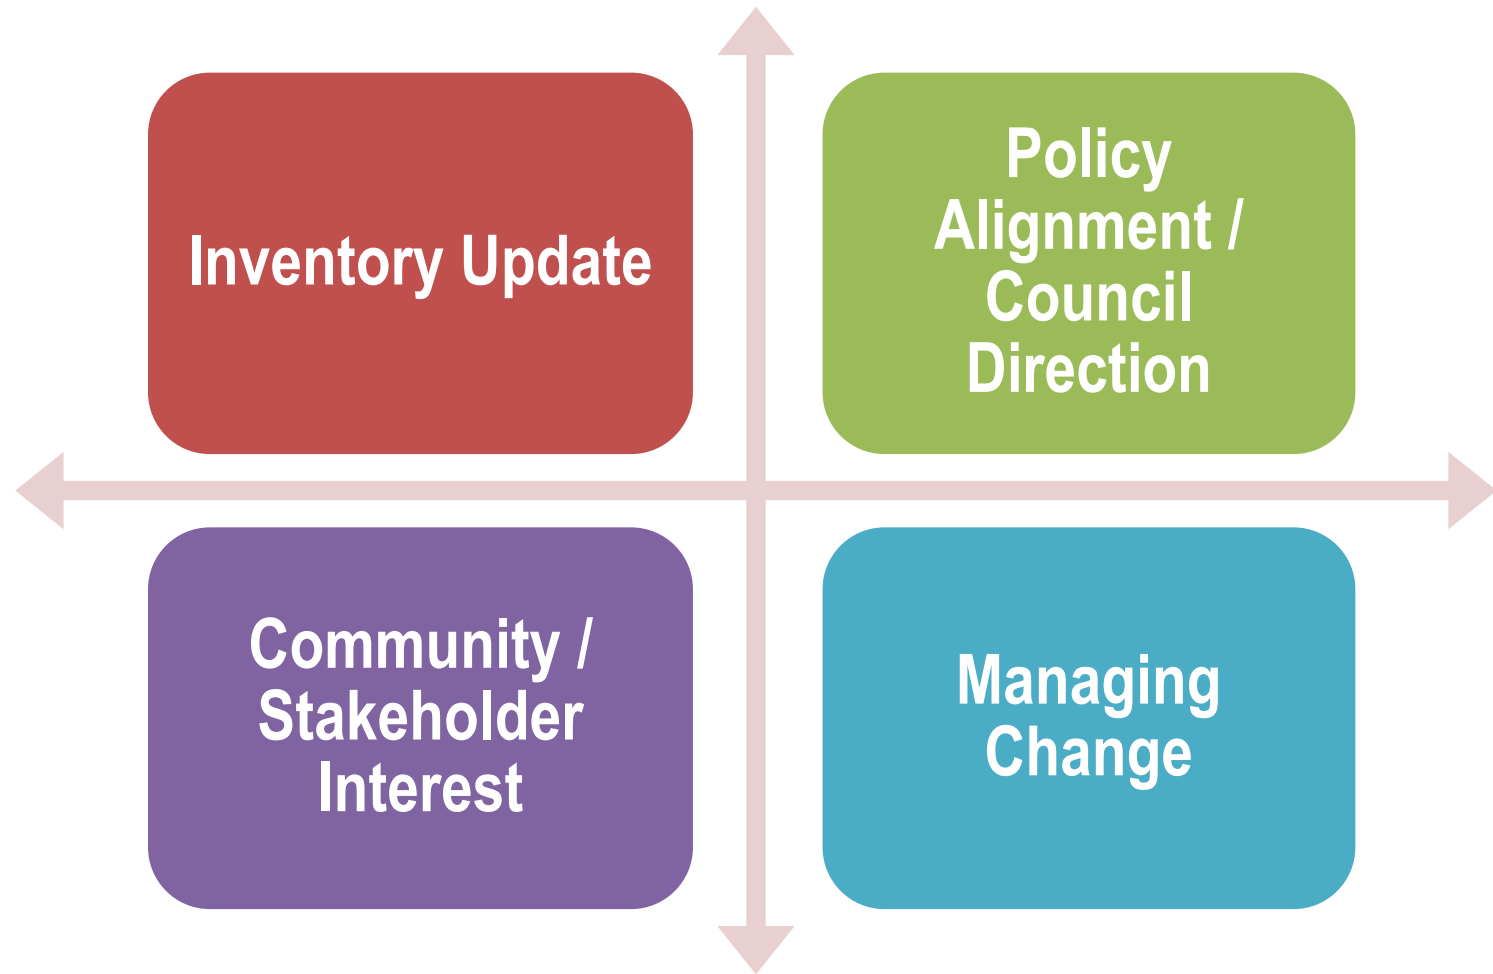 Inventory Update
Policy
Alignment /
Council
Direction
Community /
Stakeholder
Interest
Managing
Change